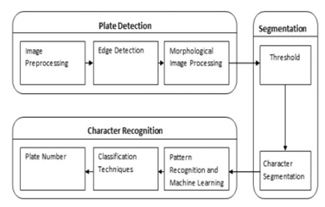 Plate Detection
Image
Preprocessing
Edge Detection
Morphological
Image Processing
Segmentation
Threshold
Character
Segmentation
Character Recognition
Plate Number
Classification
Techniques
Pattern
Recognition and
Machine Learning